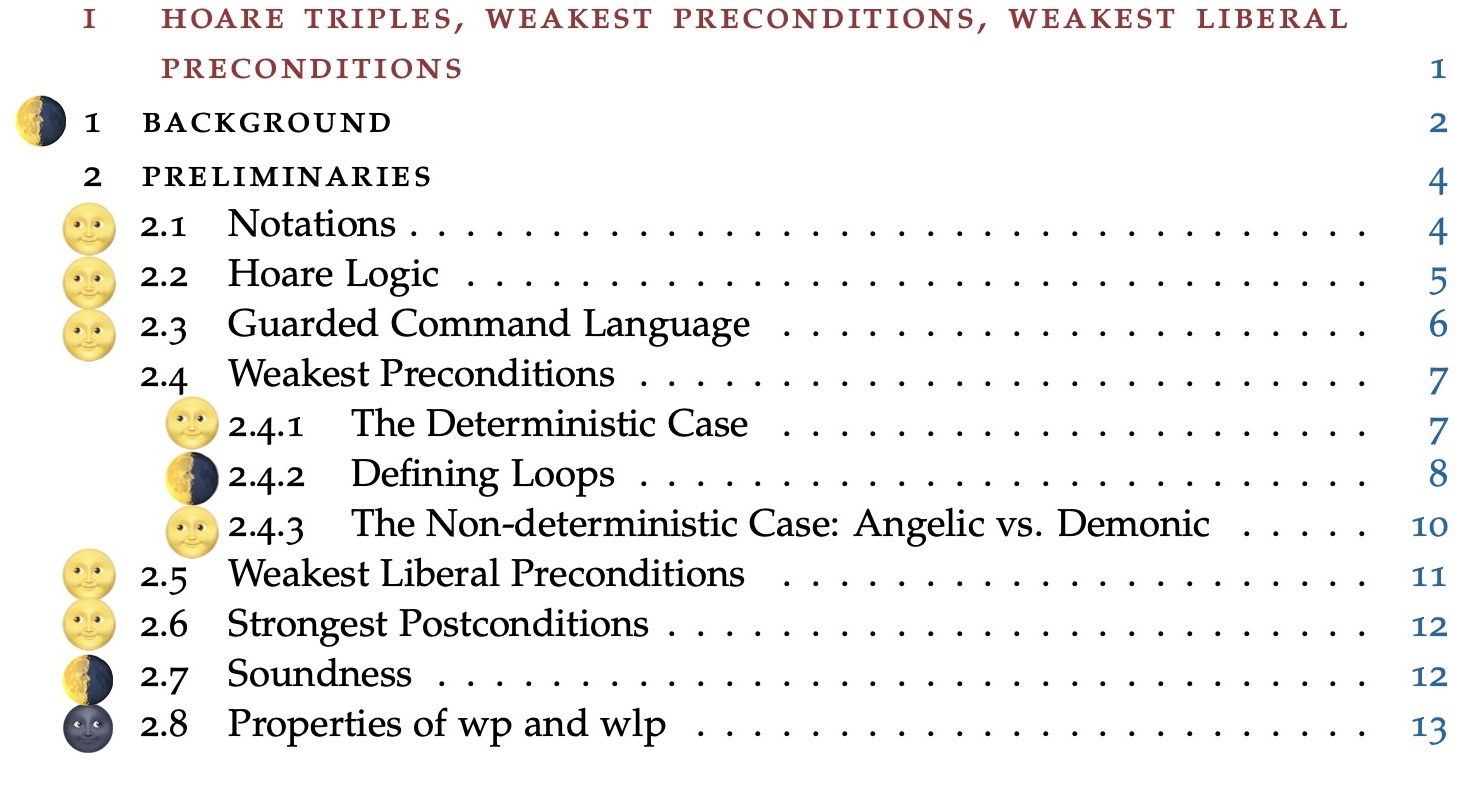 I HOARE TRIPLES, WEAKEST PRECONDITIONS, WEAKEST LIBERAL
PRECONDITIONS 1
1 BACKGROUND 2
2 PRELIMINARIES 4
2.1 Notations . . . . . . . . . . . . . . . . . . . . . . . . . . . . . . . . . 4
2.2 Hoare Logic . . . . . . . . . . . . . . . . . . . . . . . . . . . . . . . 5
2.3 Guarded Command Language . . . . . . . . . . . . . . . . . . . . 6
2.4 Weakest Preconditions . . . . . . . . . . . . . . . . . . . . . . . . . 7
2.4.1 The Deterministic Case . . . . . . . . . . . . . . . . . . . . 7
2.4.2 Defining Loops . . . . . . . . . . . . . . . . . . . . . . . . . 8
2.4.3 The Non-deterministic Case: Angelic vs. Demonic . . . . . 10
2.5 Weakest Liberal Preconditions . . . . . . . . . . . . . . . . . . . . 11
2.6 Strongest Postconditions . . . . . . . . . . . . . . . . . . . . . . . . 12
2.7 Soundness . . . . . . . . . . . . . . . . . . . . . . . . . . . . . . . . 12
2.8 Properties of wp and wlp . . . . . . . . . . . . . . . . . . . . . . . 13